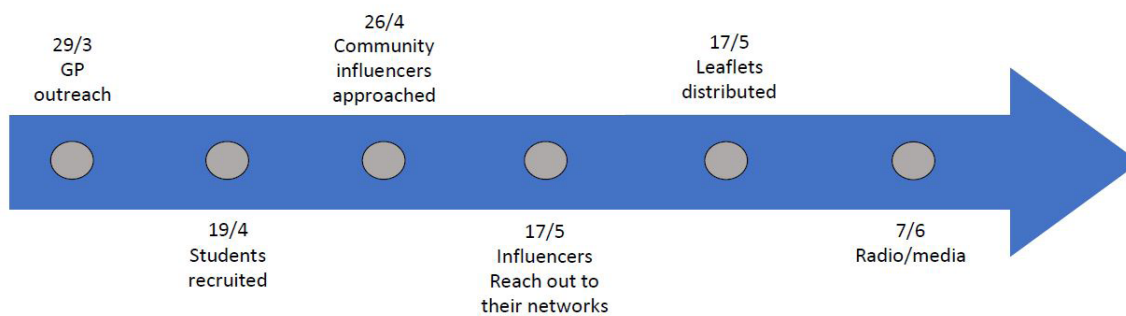 29/3
GP
outreach
19/4
Students
recruited
26/4
Community
influencers
approached
17/5
Influencers
Reach out to
their networks
17/5
Leaflets
distributed
7/6
Radio/media